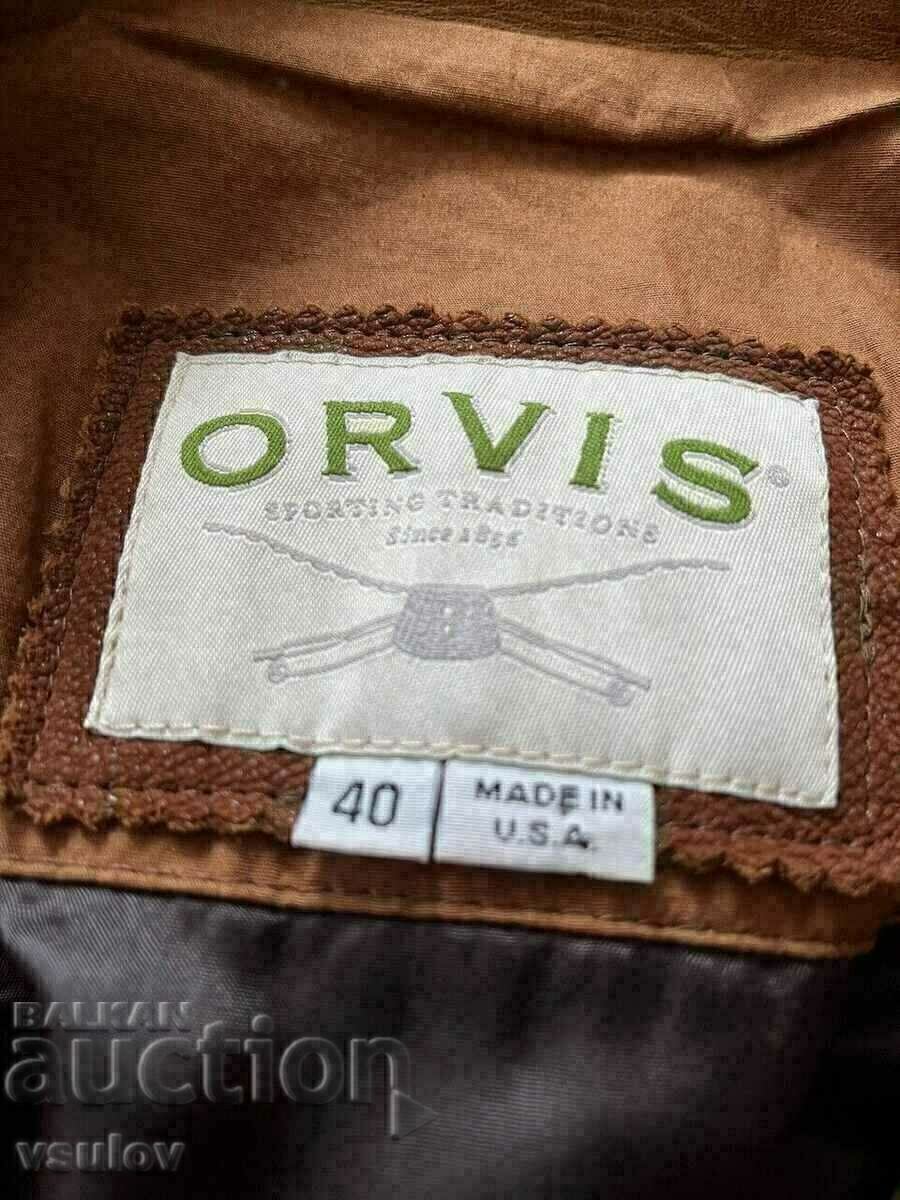 ORVIS®
SPORTING TRADITIONS
Since 1856
40
MADE IN
U.S.A.
BALKAN
auction
vsulov